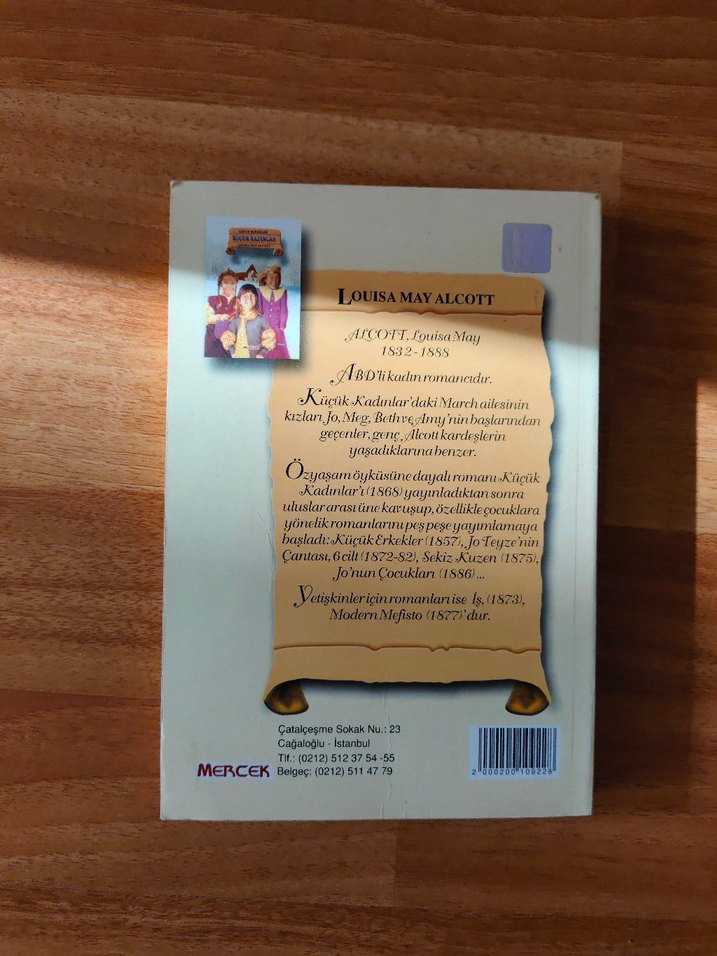 KÜÇÜK KADINLAR
LOUISA MAY ALCOTT
ALCOTT, Louisa May
1832 - 1888
ABD'li kadın romancıdır.
Küçük Kadınlar'daki March ailesinin
kızları Jo, Meg, Beth ve Amy'nin başlarından
geçenler, genç Alcott kardeşlerin
yaşadıklarına benzer.
Özyaşam öyküsüne dayalı romanı Küçük
Kadınlar'ı (1868) yayınladıktan sonra
uluslar arası üne kavuşup, özellikle çocuklara
yönelik romanlarını peş peşe yayımlamaya
başladı: Küçük Erkekler (1857), Jo Teyze'nin
Çantası, 6 cilt (1872-82), Sekiz Kuzen (1875),
Jo'nun Çocukları (1886) ...
Yetişkinler için romanları ise İş, (1873),
Modern Mefisto (1877)'dur.
Çatalçeşme Sokak Nu.: 23
Cağaloğlu - İstanbul
Tlf.: (0212) 512 37 54 -55
MERCEK Belgeç: (0212) 511 47 79
2 000200 109228